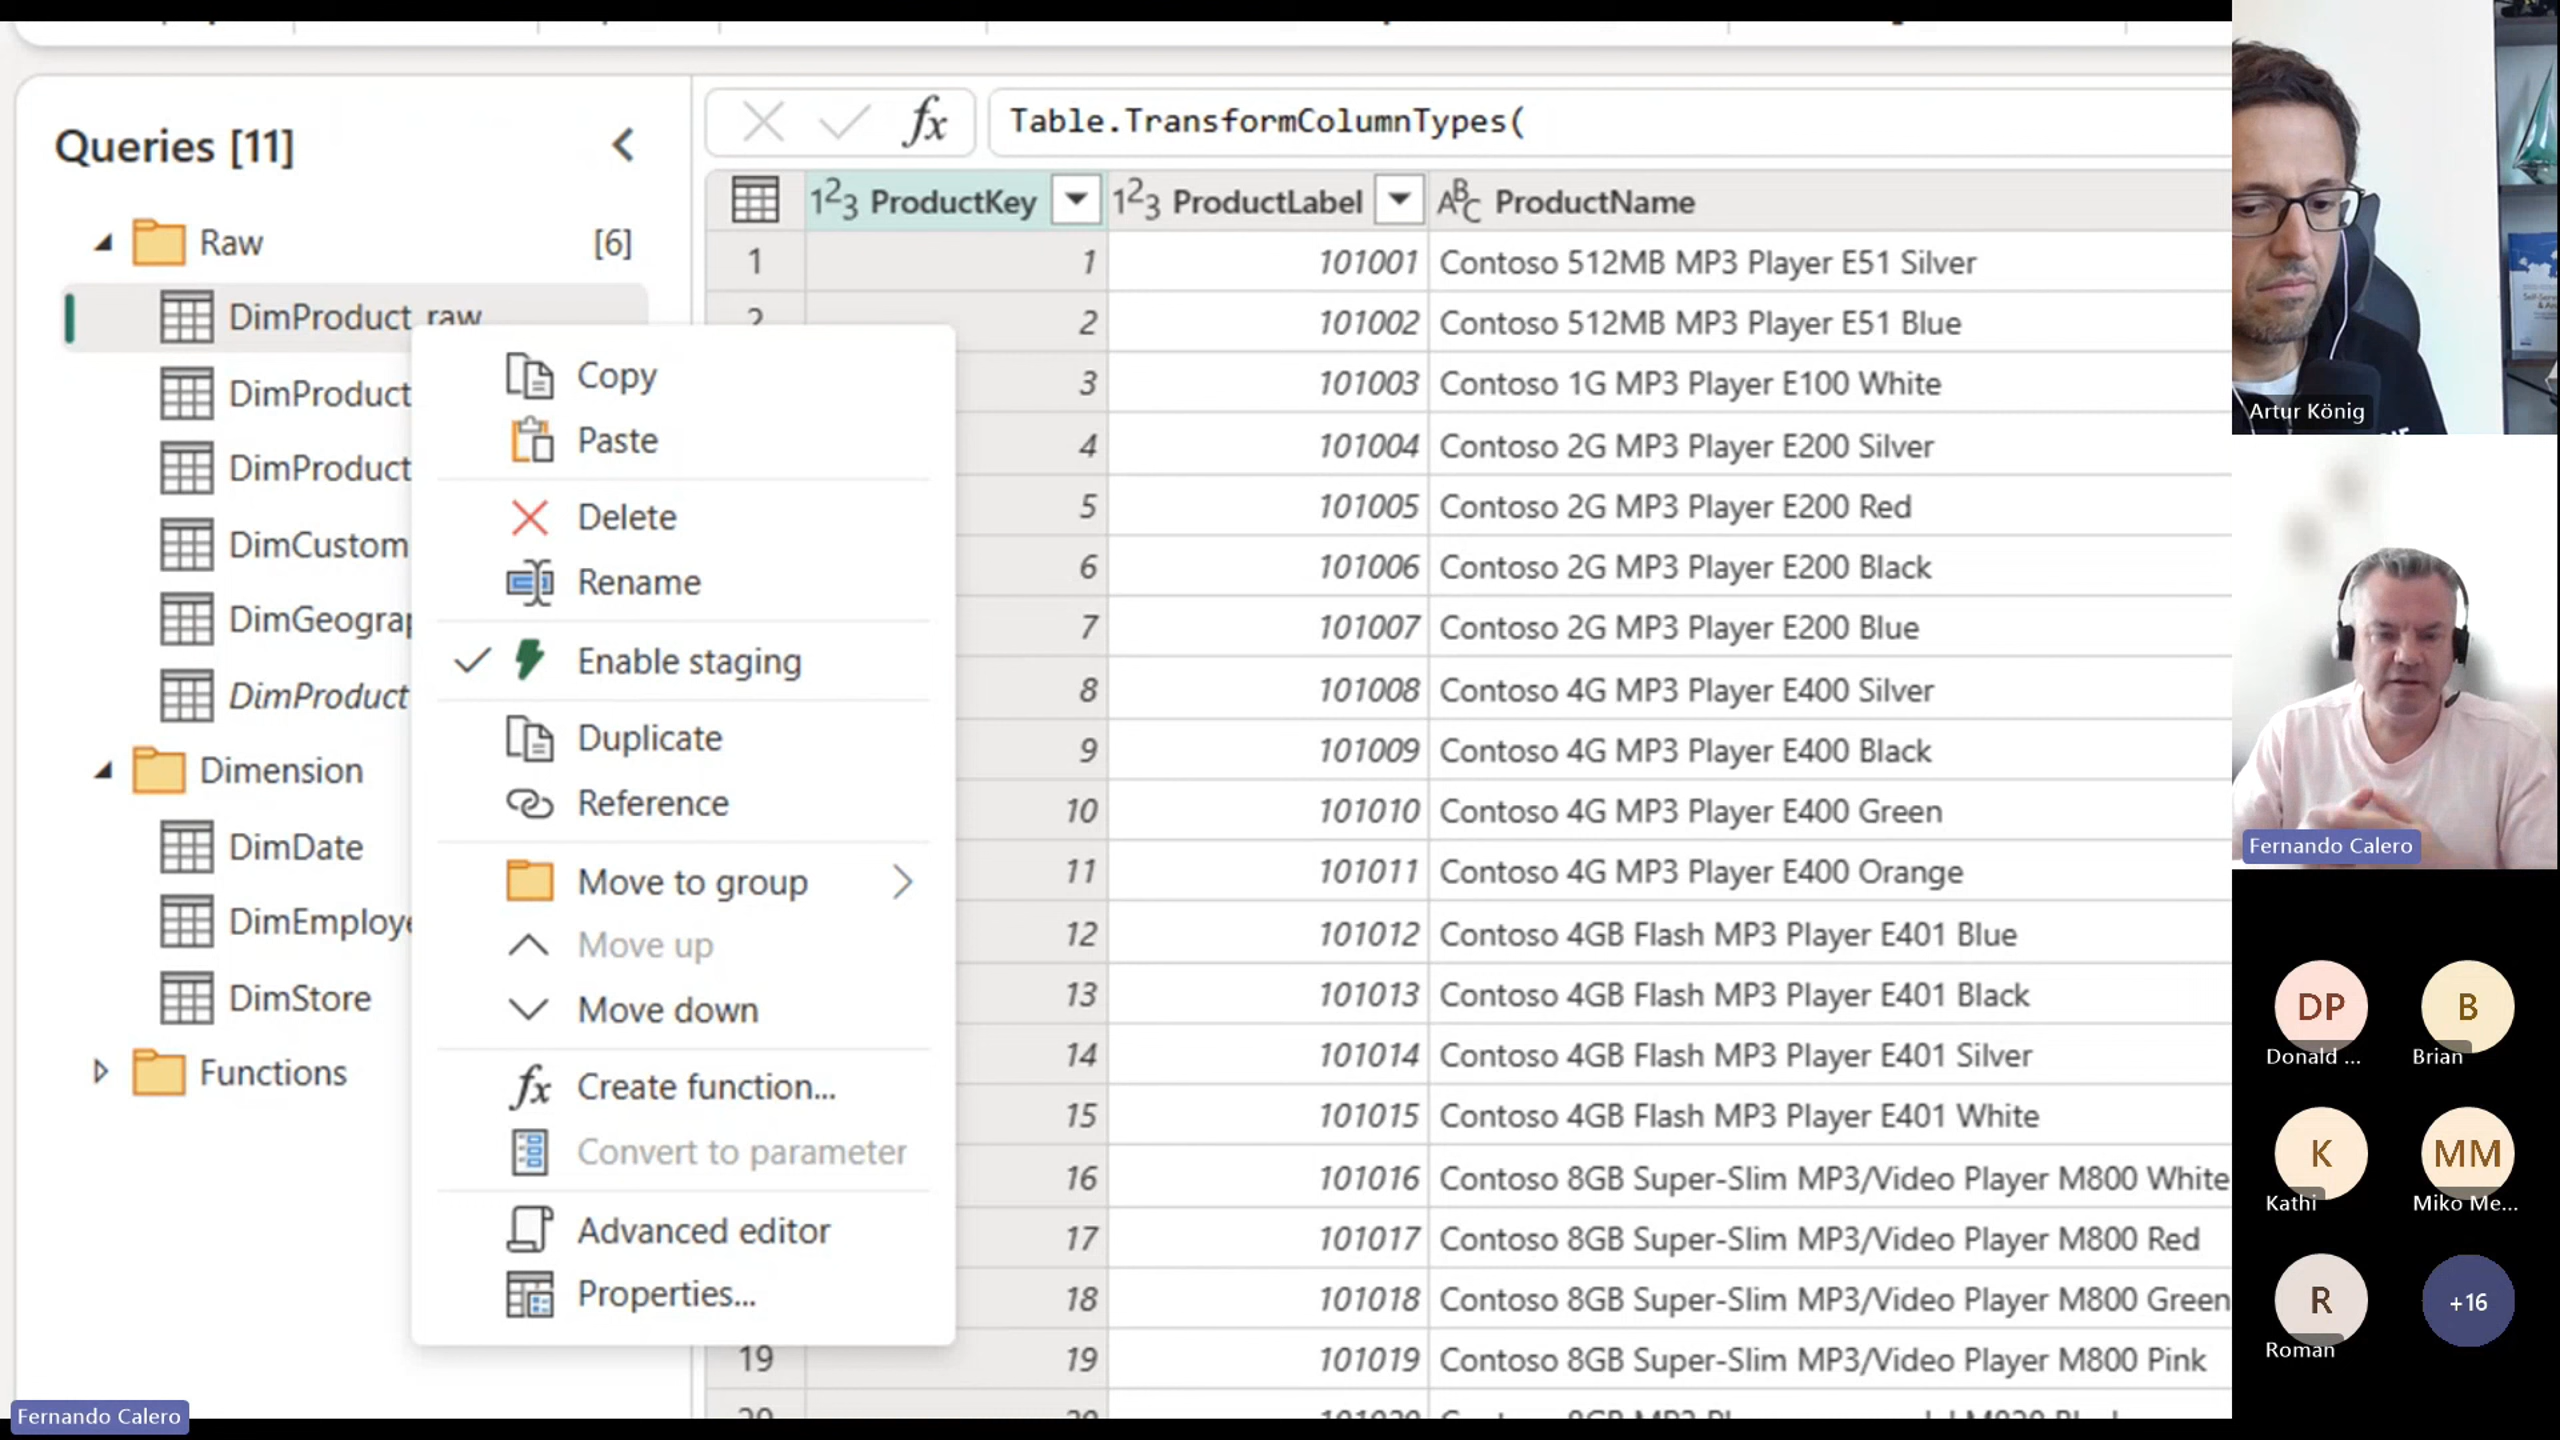 Queries [11]
Raw [6]
DimProduct_raw
DimProduct
DimProduct
DimCustom
DimGeograp
DimProduct
Dimension
DimDate
DimEmploye
DimStore
Functions
Copy
Paste
Delete
Rename
Enable staging
Duplicate
Reference
Move to group
Move up
Move down
fx Create function...
Convert to parameter
Advanced editor
Properties...
fx Table.TransformColumnTypes(
123 ProductKey 123 ProductLabel ABC ProductName
1 1 101001 Contoso 512MB MP3 Player E51 Silver
2 2 101002 Contoso 512MB MP3 Player E51 Blue
3 101003 Contoso 1G MP3 Player E100 White
4 101004 Contoso 2G MP3 Player E200 Silver
5 101005 Contoso 2G MP3 Player E200 Red
6 101006 Contoso 2G MP3 Player E200 Black
7 101007 Contoso 2G MP3 Player E200 Blue
8 101008 Contoso 4G MP3 Player E400 Silver
9 101009 Contoso 4G MP3 Player E400 Black
10 101010 Contoso 4G MP3 Player E400 Green
11 101011 Contoso 4G MP3 Player E400 Orange
12 101012 Contoso 4GB Flash MP3 Player E401 Blue
13 101013 Contoso 4GB Flash MP3 Player E401 Black
14 101014 Contoso 4GB Flash MP3 Player E401 Silver
15 101015 Contoso 4GB Flash MP3 Player E401 White
16 101016 Contoso 8GB Super-Slim MP3/Video Player M800 White
17 101017 Contoso 8GB Super-Slim MP3/Video Player M800 Red
18 101018 Contoso 8GB Super-Slim MP3/Video Player M800 Green
19 19 101019 Contoso 8GB Super-Slim MP3/Video Player M800 Pink
Artur König
Fernando Calero
DP B
Donald ... Brian
K MM
Kathi Miko Me...
R +16
Roman
Fernando Calero